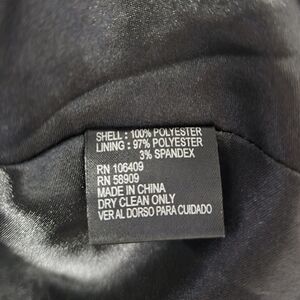 SHELL : 100% POLYESTER
LINING : 97% POLYESTER
3% SPANDEX
RN 106409
RN 58909
MADE IN CHINA
DRY CLEAN ONLY
VER AL DORSO PARA CUIDADO